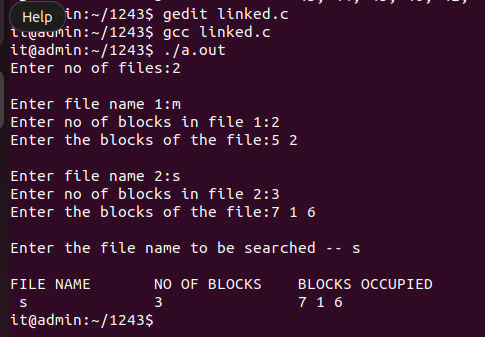 Help
it@admin:~/1243$ gedit linked.c
it@admin:~/1243$ gcc linked.c
it@admin:~/1243$ ./a.out
Enter no of files:2
Enter file name 1:m
Enter no of blocks in file 1:2
Enter the blocks of the file:5 2
Enter file name 2:s
Enter no of blocks in file 2:3
Enter the blocks of the file:7 1 6
Enter the file name to be searched -- s
FILE NAME NO OF BLOCKS BLOCKS OCCUPIED
s 3 7 1 6
it@admin:~/1243$